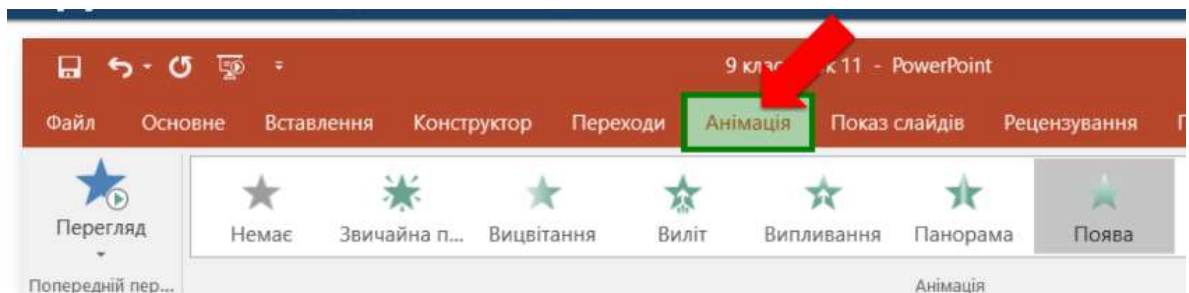 9 клас 11 - PowerPoint
Файл Основне Вставлення Конструктор Переходи Анімація Показ слайдів Рецензування
Перегляд Немає Звичайна п... Вицвітання Виліт Випливання Панорама Поява
Попередній пер... Анімація